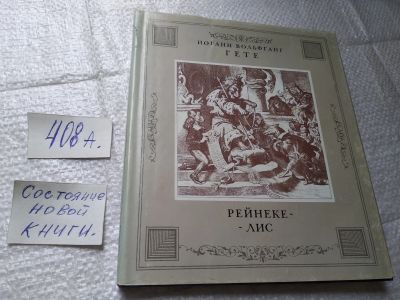 ИОГАНН ВОЛЬФГАНГ
ГЕТЕ
РЕЙНЕКЕ-
-ЛИС
408 А.
СОСТОЯНИЕ
НОВОЙ
КНИГИ.